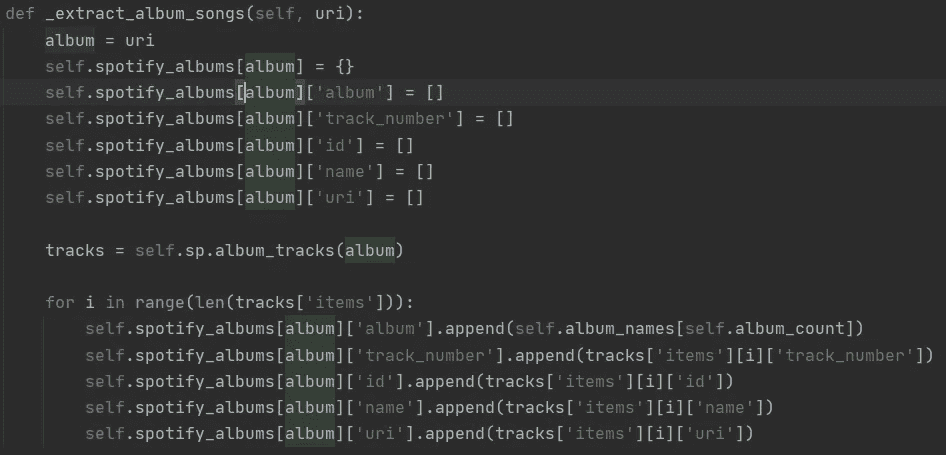 def _extract_album_songs(self, uri):
    album = uri
    self.spotify_albums[album] = {}
    self.spotify_albums[album]['album'] = []
    self.spotify_albums[album]['track_number'] = []
    self.spotify_albums[album]['id'] = []
    self.spotify_albums[album]['name'] = []
    self.spotify_albums[album]['uri'] = []

    tracks = self.sp.album_tracks(album)

    for i in range(len(tracks['items'])):
        self.spotify_albums[album]['album'].append(self.album_names[self.album_count])
        self.spotify_albums[album]['track_number'].append(tracks['items'][i]['track_number'])
        self.spotify_albums[album]['id'].append(tracks['items'][i]['id'])
        self.spotify_albums[album]['name'].append(tracks['items'][i]['name'])
        self.spotify_albums[album]['uri'].append(tracks['items'][i]['uri'])